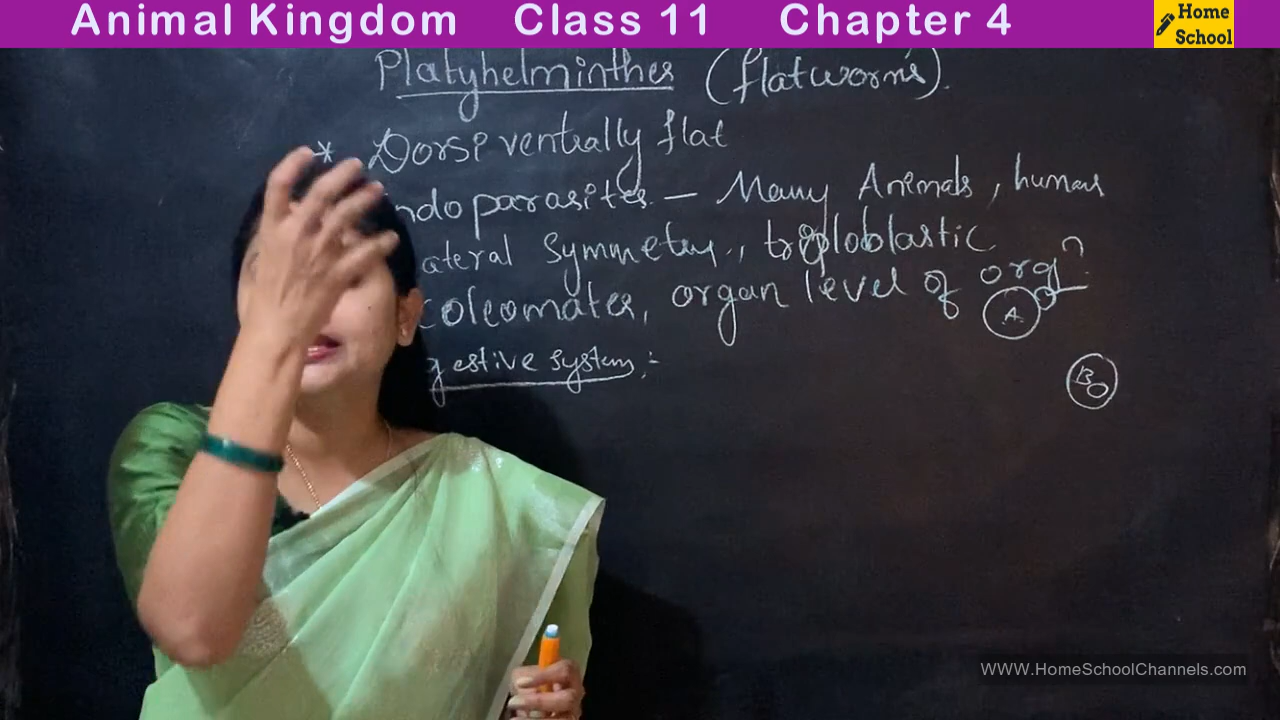 Animal Kingdom Class 11 Chapter 4
Home
School
Platyhelminthes (flatworm's).
* Dorsiventrally flat
ndoparasites - Many Animals, human
ateral symmetry, triploblastic
coleomates, organ level of orgn
A.
gestive system :-
B
WWW.HomeSchoolChannels.com